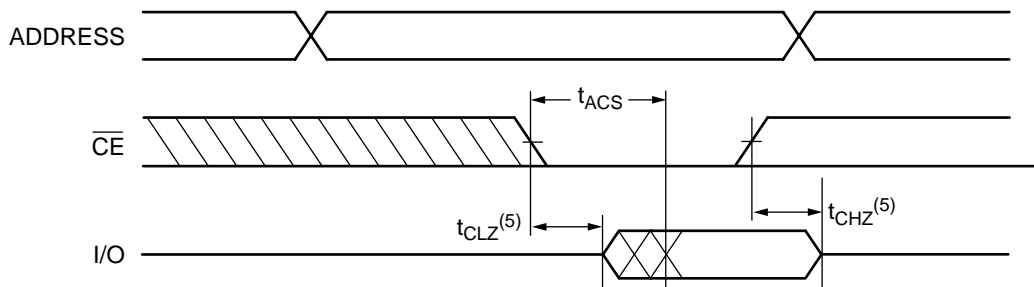 ADDRESS
tACS
CE
tCLZ(5)
tCHZ(5)
I/O